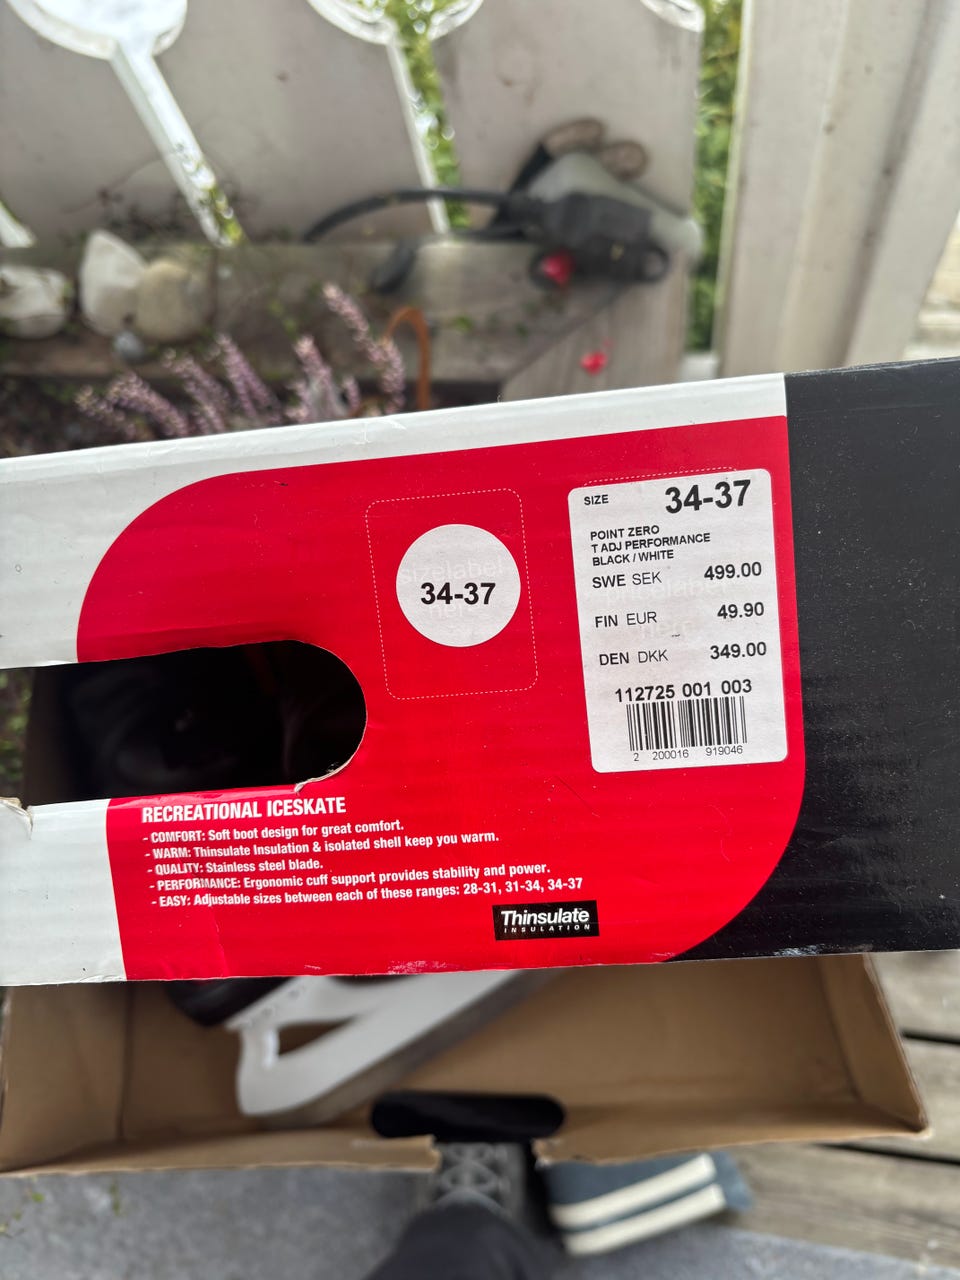 SIZE 34-37
POINT ZERO
T ADJ PERFORMANCE
BLACK / WHITE
SWE SEK 499.00
FIN EUR 49.90
DEN DKK 349.00
112725 001 003
2 200016 919046
sizelabel
34-37
here
RECREATIONAL ICESKATE
- COMFORT: Soft boot design for great comfort.
- WARM: Thinsulate Insulation & isolated shell keep you warm.
- QUALITY: Stainless steel blade.
- PERFORMANCE: Ergonomic cuff support provides stability and power.
- EASY: Adjustable sizes between each of these ranges: 28-31, 31-34, 34-37
Thinsulate
INSULATION